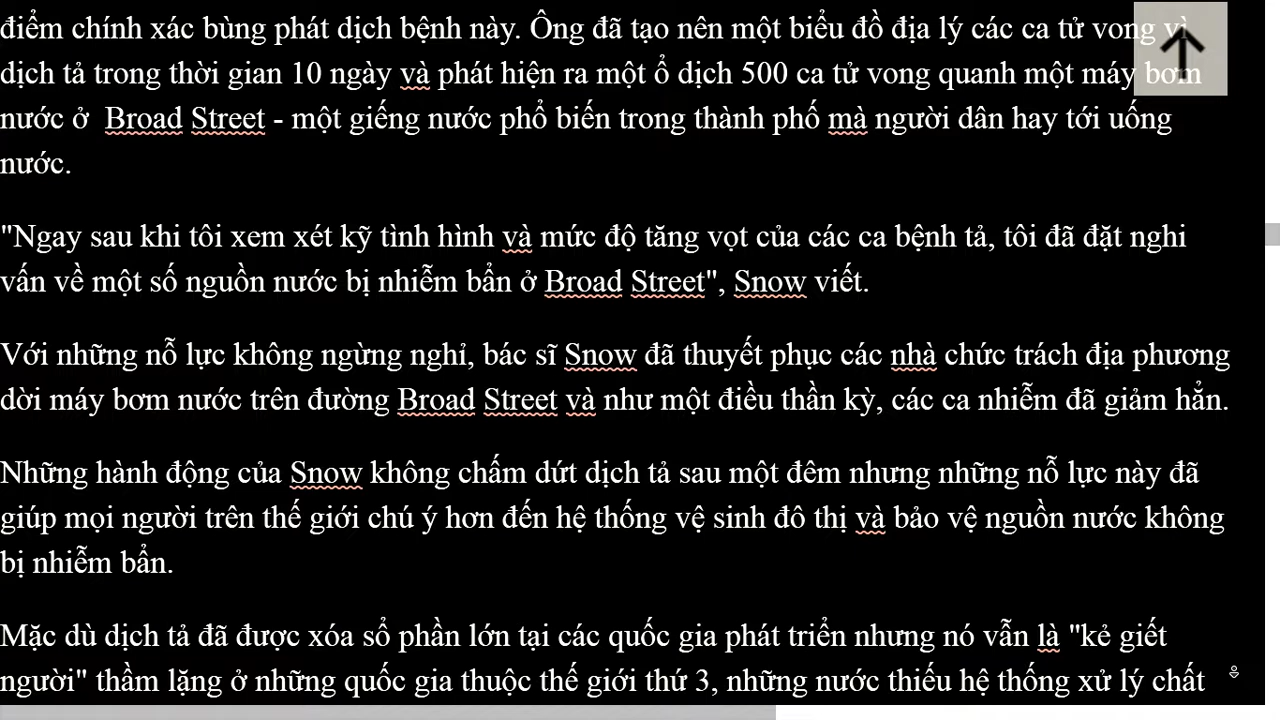 điểm chính xác bùng phát dịch bệnh này. Ông đã tạo nên một biểu đồ địa lý các ca tử vong vì
dịch tả trong thời gian 10 ngày và phát hiện ra một ổ dịch 500 ca tử vong quanh một máy bơm
nước ở  Broad Street - một giếng nước phổ biến trong thành phố mà người dân hay tới uống
nước.
"Ngay sau khi tôi xem xét kỹ tình hình và mức độ tăng vọt của các ca bệnh tả, tôi đã đặt nghi
vấn về một số nguồn nước bị nhiễm bẩn ở Broad Street", Snow viết.
Với những nỗ lực không ngừng nghỉ, bác sĩ Snow đã thuyết phục các nhà chức trách địa phương
dời máy bơm nước trên đường Broad Street và như một điều thần kỳ, các ca nhiễm đã giảm hẳn.
Những hành động của Snow không chấm dứt dịch tả sau một đêm nhưng những nỗ lực này đã
giúp mọi người trên thế giới chú ý hơn đến hệ thống vệ sinh đô thị và bảo vệ nguồn nước không
bị nhiễm bẩn.
Mặc dù dịch tả đã được xóa sổ phần lớn tại các quốc gia phát triển nhưng nó vẫn là "kẻ giết
người" thầm lặng ở những quốc gia thuộc thế giới thứ 3, những nước thiếu hệ thống xử lý chất